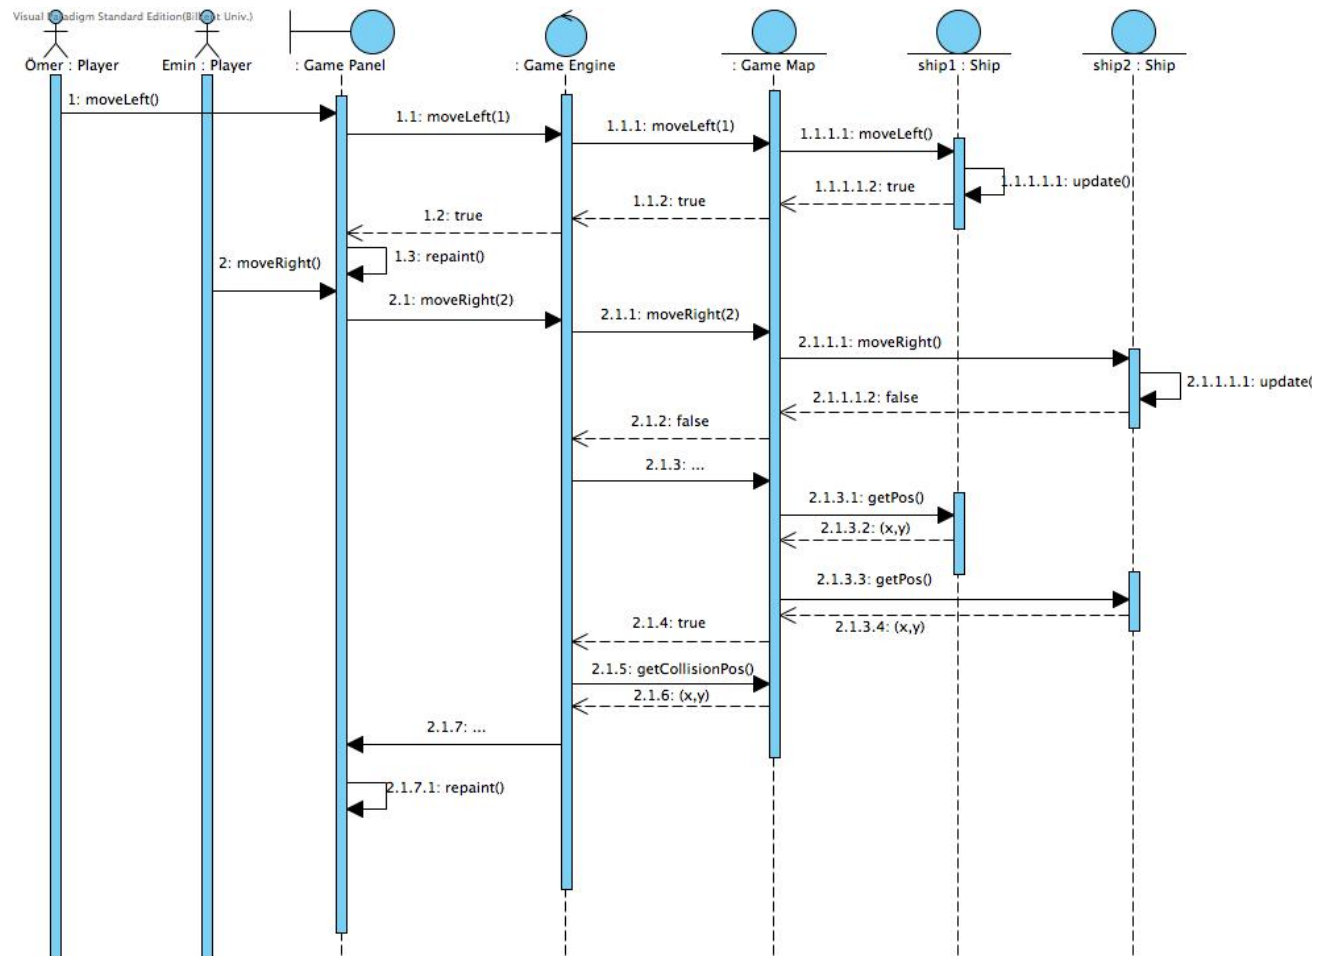 Visual Paradigm Standard Edition(Bilkent Univ.)
Ömer : Player
Emin : Player
: Game Panel
: Game Engine
: Game Map
ship1 : Ship
ship2 : Ship
1: moveLeft()
1.1: moveLeft(1)
1.1.1: moveLeft(1)
1.1.1.1: moveLeft()
1.1.1.1.1: update()
1.1.1.1.2: true
1.1.2: true
1.2: true
1.3: repaint()
2: moveRight()
2.1: moveRight(2)
2.1.1: moveRight(2)
2.1.1.1: moveRight()
2.1.1.1.1: update(
2.1.1.1.2: false
2.1.2: false
2.1.3: ...
2.1.3.1: getPos()
2.1.3.2: (x,y)
2.1.3.3: getPos()
2.1.3.4: (x,y)
2.1.4: true
2.1.5: getCollisionPos()
2.1.6: (x,y)
2.1.7: ...
2.1.7.1: repaint()